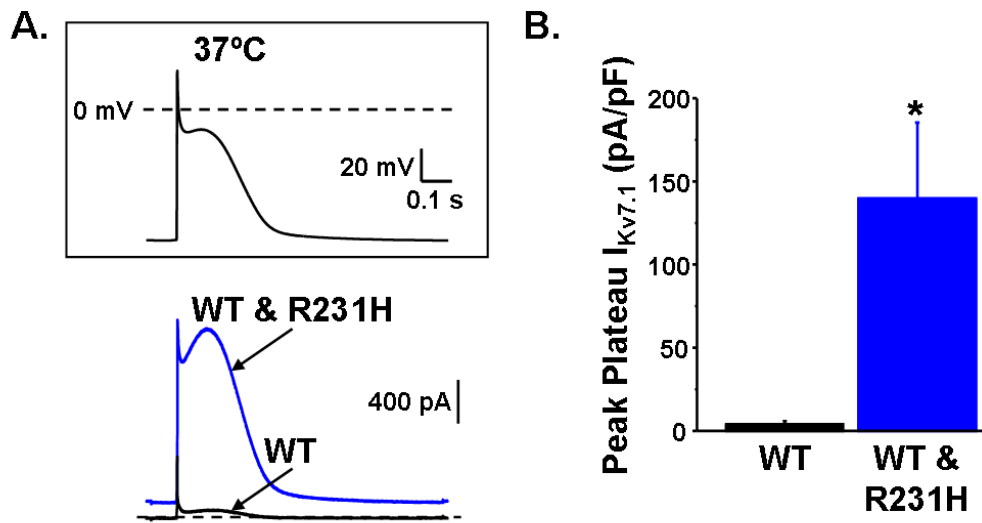 A.
37ºC
0 mV
20 mV
0.1 s
WT & R231H
400 pA
WT
B.
Peak Plateau I_Kv7.1 (pA/pF)
200
150
100
50
0
*
WT
WT &
R231H